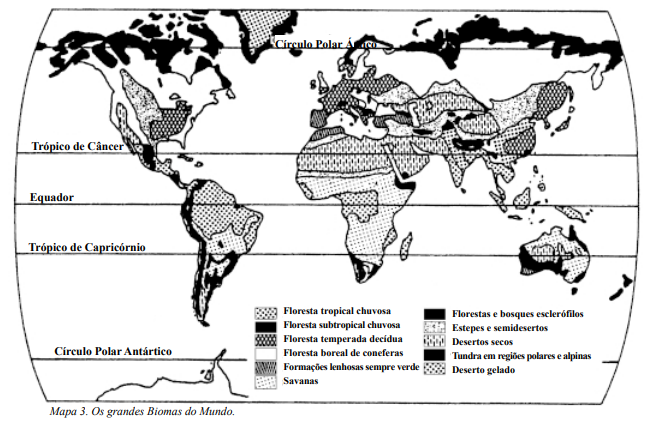 Círculo Polar Ártico
Trópico de Câncer
Equador
Trópico de Capricórnio
Círculo Polar Antártico
Floresta tropical chuvosa
Floresta subtropical chuvosa
Floresta temperada decídua
Floresta boreal de coneferas
Formações lenhosas sempre verde
Savanas
Florestas e bosques esclerófilos
Estepes e semidesertos
Desertos secos
Tundra em regiões polares e alpinas
Deserto gelado
Mapa 3. Os grandes Biomas do Mundo.